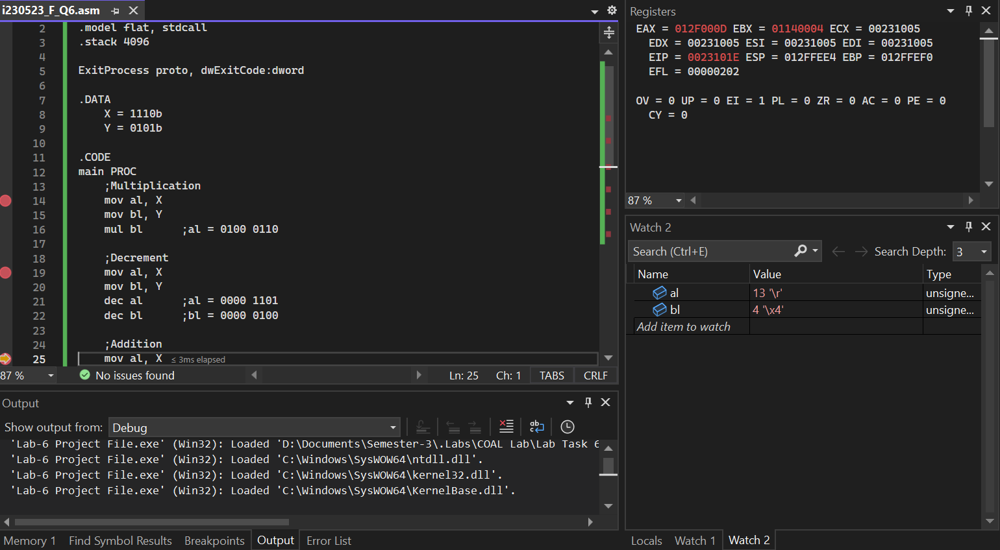 i230523_F_Q6.asm
2 .model flat, stdcall
3 .stack 4096
4
5 ExitProcess proto, dwExitCode:dword
6
7 .DATA
8 X = 1110b
9 Y = 0101b
10
11 .CODE
12 main PROC
13 ;Multiplication
14 mov al, X
15 mov bl, Y
16 mul bl ;al = 0100 0110
17
18 ;Decrement
19 mov al, X
20 mov bl, Y
21 dec al ;al = 0000 1101
22 dec bl ;bl = 0000 0100
23
24 ;Addition
25 mov al, X ≤ 3ms elapsed
87 % No issues found Ln: 25 Ch: 1 TABS CRLF
Output
Show output from: Debug
'Lab-6 Project File.exe' (Win32): Loaded 'D:\Documents\Semester-3\.Labs\COAL Lab\Lab Task 6
'Lab-6 Project File.exe' (Win32): Loaded 'C:\Windows\SysWOW64\ntdll.dll'.
'Lab-6 Project File.exe' (Win32): Loaded 'C:\Windows\SysWOW64\kernel32.dll'.
'Lab-6 Project File.exe' (Win32): Loaded 'C:\Windows\SysWOW64\KernelBase.dll'.
Memory 1 Find Symbol Results Breakpoints Output Error List
Registers
EAX = 012F000D EBX = 01140004 ECX = 00231005
EDX = 00231005 ESI = 00231005 EDI = 00231005
EIP = 0023101E ESP = 012FFEE4 EBP = 012FFEF0
EFL = 00000202
OV = 0 UP = 0 EI = 1 PL = 0 ZR = 0 AC = 0 PE = 0
CY = 0
87 %
Watch 2
Search (Ctrl+E) Search Depth: 3
Name Value Type
al 13 '\r' unsigne...
bl 4 '\x4' unsigne...
Add item to watch
Locals Watch 1 Watch 2